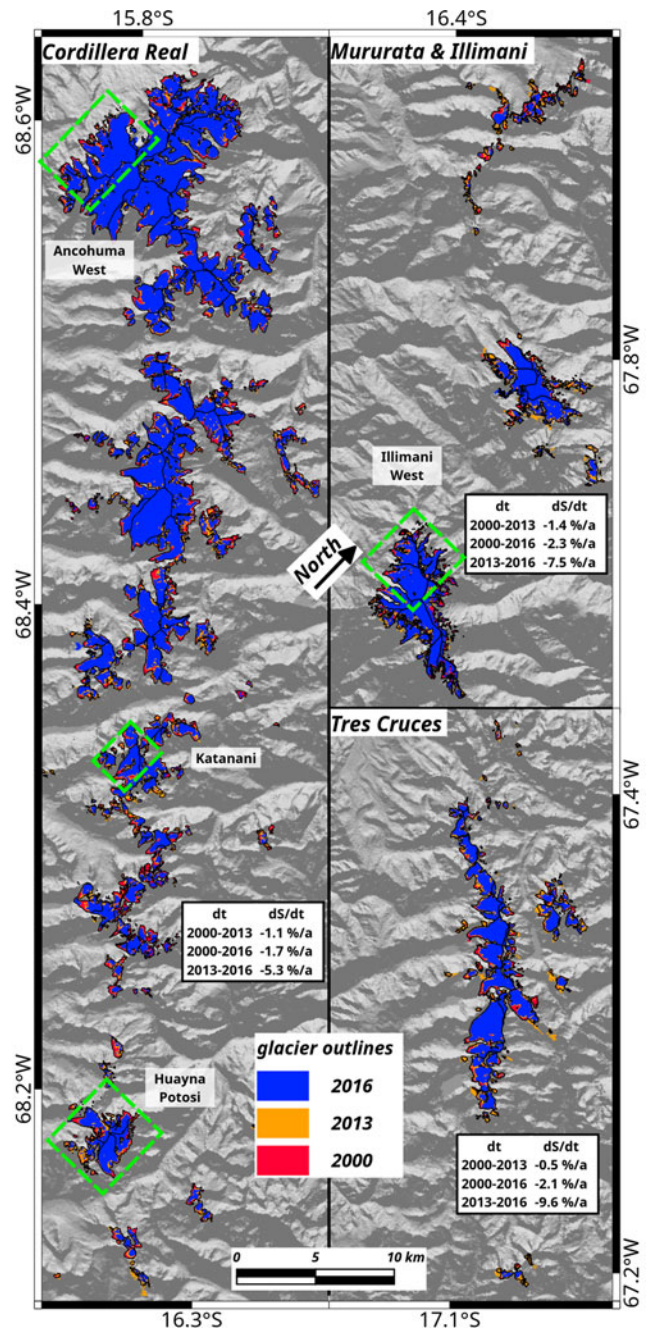 15.8°S
16.4°S
Cordillera Real
Mururata & Illimani
68.6°W
Ancohuma
West
67.8°W
Illimani
West
dt dS/dt
2000-2013 -1.4 %/a
2000-2016 -2.3 %/a
2013-2016 -7.5 %/a
North
68.4°W
Tres Cruces
Katanani
67.4°W
dt dS/dt
2000-2013 -1.1 %/a
2000-2016 -1.7 %/a
2013-2016 -5.3 %/a
glacier outlines
2016
2013
2000
68.2°W
Huayna
Potosi
dt dS/dt
2000-2013 -0.5 %/a
2000-2016 -2.1 %/a
2013-2016 -9.6 %/a
0 5 10 km
67.2°W
16.3°S
17.1°S